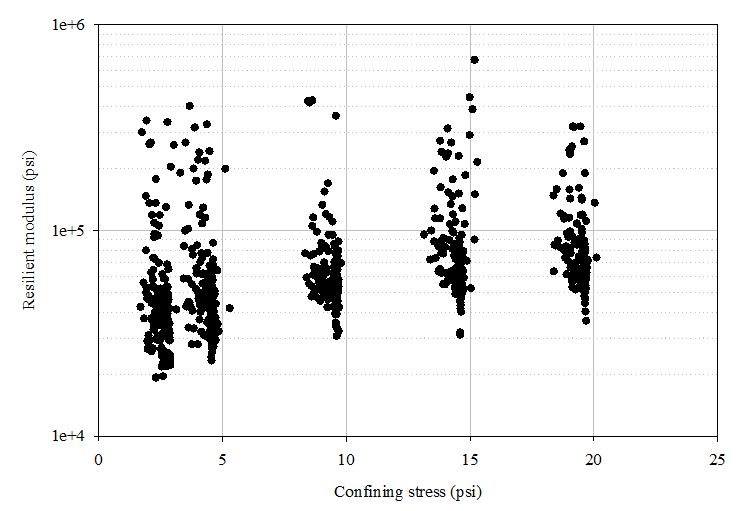 1e+6
1e+5
1e+4
Resilient modulus (psi)
0 5 10 15 20 25
Confining stress (psi)